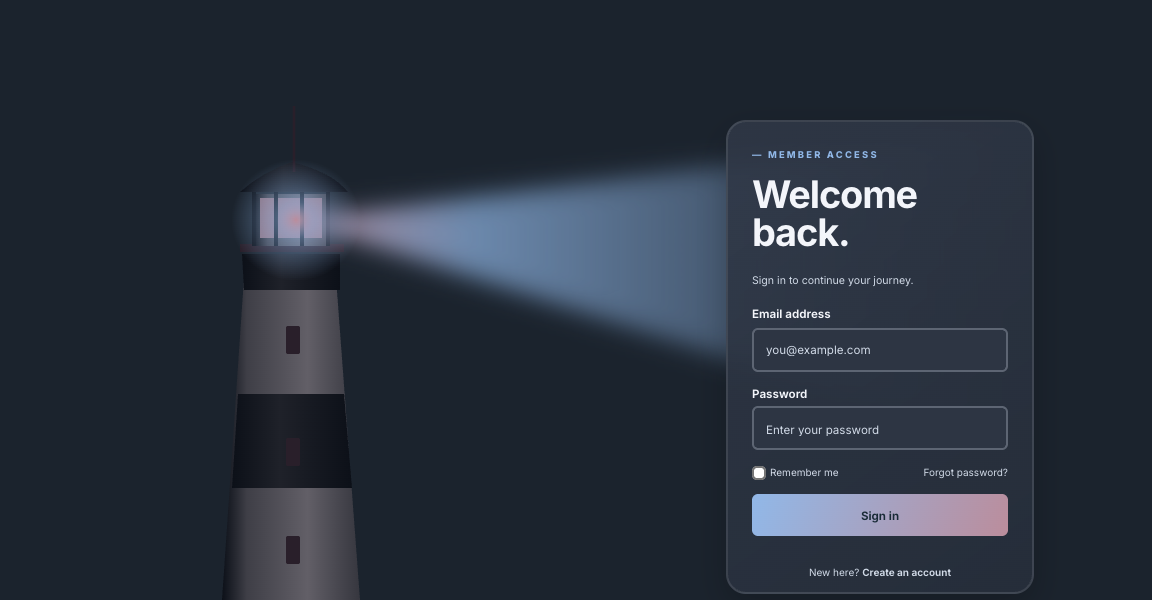 — MEMBER ACCESS
Welcome
back.
Sign in to continue your journey.
Email address
you@example.com
Password
Enter your password
Remember me Forgot password?
Sign in
New here? Create an account